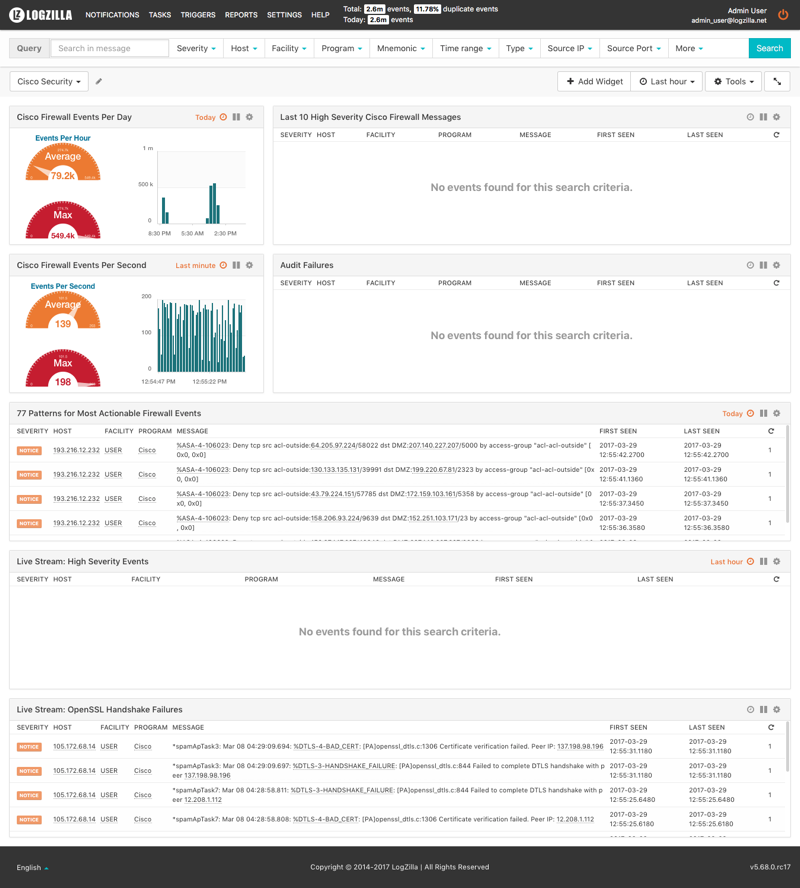 LOGZILLA NOTIFICATIONS TASKS TRIGGERS REPORTS SETTINGS HELP Total: 2.6m events, 11.78% duplicate events
Today: 2.6m events
Admin User
admin_user@logzilla.net
Query Search in message Severity Host Facility Program Mnemonic Time range Type Source IP Source Port More Search
Cisco Security Add Widget Last hour Tools
Cisco Firewall Events Per Day Today
Events Per Hour
Average
79.2k
Max
549.4k
1 m
500 k
0
8:30 PM 5:30 AM 2:30 PM
Last 10 High Severity Cisco Firewall Messages
SEVERITY HOST FACILITY PROGRAM MESSAGE FIRST SEEN LAST SEEN
No events found for this search criteria.
Cisco Firewall Events Per Second Last minute
Events Per Second
Average
139
Max
198
200
100
0
12:54:47 PM 12:55:22 PM
Audit Failures
SEVERITY HOST FACILITY PROGRAM MESSAGE FIRST SEEN LAST SEEN
No events found for this search criteria.
77 Patterns for Most Actionable Firewall Events Today
SEVERITY HOST FACILITY PROGRAM MESSAGE FIRST SEEN LAST SEEN
NOTICE 193.216.12.232 USER Cisco %ASA-4-106023: Deny tcp src acl-outside:64.205.97.224/58022 dst DMZ:207.140.227.207/5000 by access-group "acl-acl-outside" [
0x0, 0x0] 2017-03-29 12:55:42.2700 2017-03-29 12:55:42.2700 1
NOTICE 193.216.12.232 USER Cisco %ASA-4-106023: Deny tcp src acl-outside:130.133.135.131/39991 dst DMZ:199.220.67.81/2323 by access-group "acl-acl-outside" [0x
0, 0x0] 2017-03-29 12:55:41.1360 2017-03-29 12:55:41.1360 1
NOTICE 193.216.12.232 USER Cisco %ASA-4-106023: Deny tcp src acl-outside:43.79.224.151/57785 dst DMZ:172.159.103.161/5358 by access-group "acl-acl-outside" [0
x0, 0x0] 2017-03-29 12:55:37.3450 2017-03-29 12:55:37.3450 1
NOTICE 193.216.12.232 USER Cisco %ASA-4-106023: Deny tcp src acl-outside:158.206.93.224/9639 dst DMZ:152.251.103.171/23 by access-group "acl-acl-outside" [0x0
, 0x0] 2017-03-29 12:55:36.3580 2017-03-29 12:55:36.3580 1
Live Stream: High Severity Events Last hour
SEVERITY HOST FACILITY PROGRAM MESSAGE FIRST SEEN LAST SEEN
No events found for this search criteria.
Live Stream: OpenSSL Handshake Failures
SEVERITY HOST FACILITY PROGRAM MESSAGE FIRST SEEN LAST SEEN
NOTICE 105.172.68.14 USER Cisco *spamApTask3: Mar 08 04:29:09.694: %DTLS-4-BAD_CERT: [PA]openssl_dtls.c:1306 Certificate verification failed. Peer IP: 137.198.98.196 2017-03-29 12:55:31.1180 2017-03-29 12:55:31.1180 1
NOTICE 105.172.68.14 USER Cisco *spamApTask3: Mar 08 04:29:09.697: %DTLS-3-HANDSHAKE_FAILURE: [PA]openssl_dtls.c:844 Failed to complete DTLS handshake with p
eer 137.198.98.196 2017-03-29 12:55:31.1180 2017-03-29 12:55:31.1180 1
NOTICE 105.172.68.14 USER Cisco *spamApTask7: Mar 08 04:28:58.811: %DTLS-3-HANDSHAKE_FAILURE: [PA]openssl_dtls.c:844 Failed to complete DTLS handshake with p
eer 12.208.1.112 2017-03-29 12:55:25.6480 2017-03-29 12:55:25.6480 1
NOTICE 105.172.68.14 USER Cisco *spamApTask7: Mar 08 04:28:58.808: %DTLS-4-BAD_CERT: [PA]openssl_dtls.c:1306 Certificate verification failed. Peer IP: 12.208.1.112 2017-03-29 12:55:25.6180 2017-03-29 12:55:25.6180 1
English Copyright © 2014-2017 LogZilla | All Rights Reserved v5.68.0.rc17